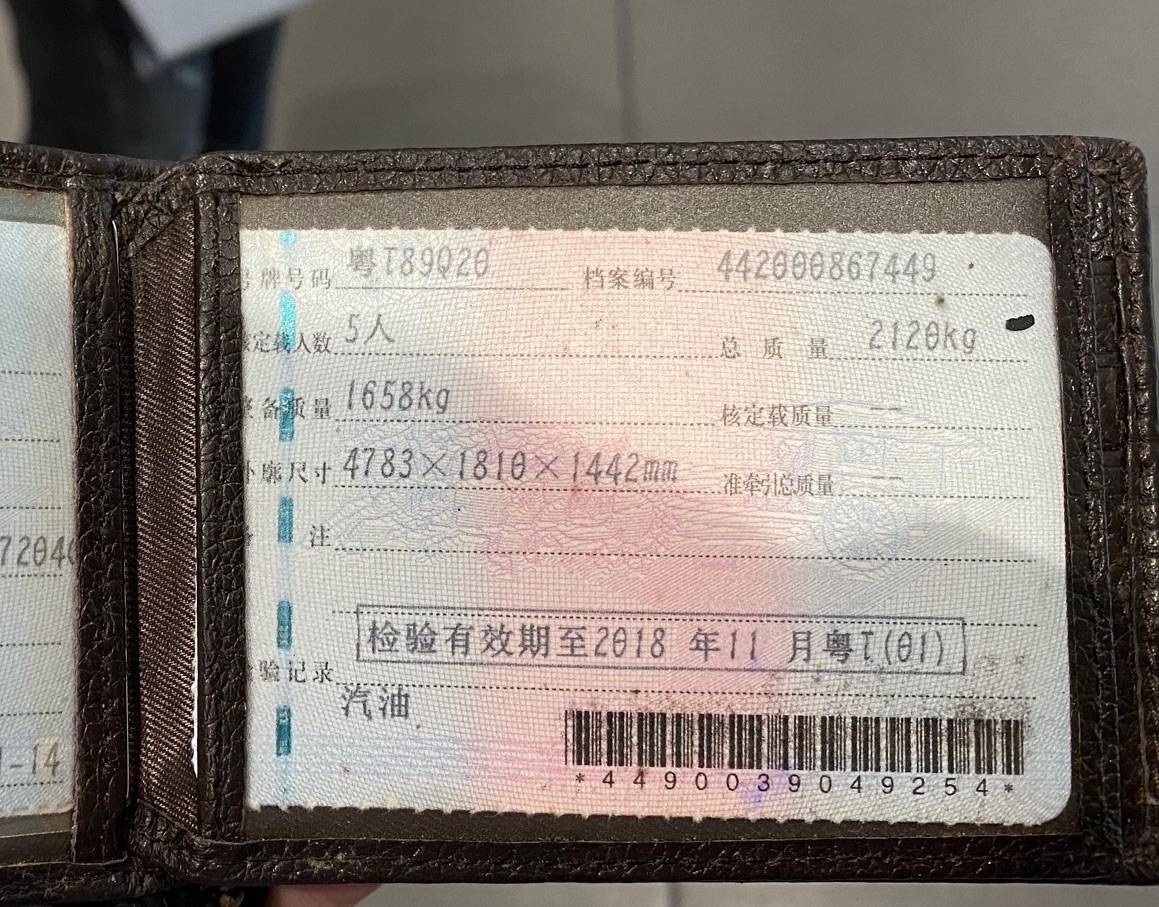 号牌号码 粤T89Q20 档案编号 442000867449
核定载人数 5人 总质量 2120kg
整备质量 1658kg 核定载质量 --
外廓尺寸 4783×1810×1442mm 准牵引总质量 --
备注
检验有效期至2018年11月粤T(01)
检验记录
汽油
*4490039049254*
7204
-14